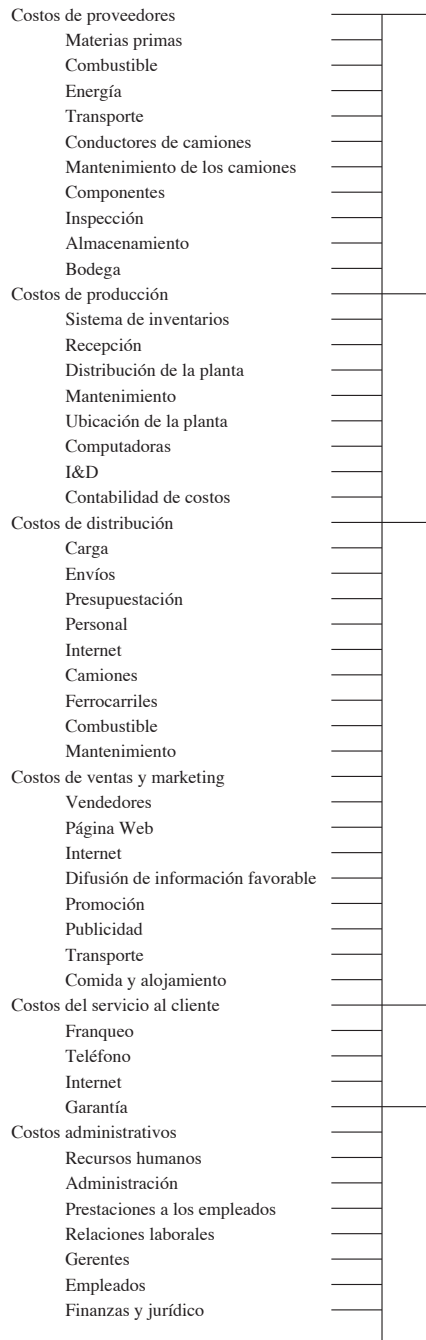 Costos de proveedores
Materias primas
Combustible
Energía
Transporte
Conductores de camiones
Mantenimiento de los camiones
Componentes
Inspección
Almacenamiento
Bodega
Costos de producción
Sistema de inventarios
Recepción
Distribución de la planta
Mantenimiento
Ubicación de la planta
Computadoras
I&D
Contabilidad de costos
Costos de distribución
Carga
Envíos
Presupuestación
Personal
Internet
Camiones
Ferrocarriles
Combustible
Mantenimiento
Costos de ventas y marketing
Vendedores
Página Web
Internet
Difusión de información favorable
Promoción
Publicidad
Transporte
Comida y alojamiento
Costos del servicio al cliente
Franqueo
Teléfono
Internet
Garantía
Costos administrativos
Recursos humanos
Administración
Prestaciones a los empleados
Relaciones laborales
Gerentes
Empleados
Finanzas y jurídico